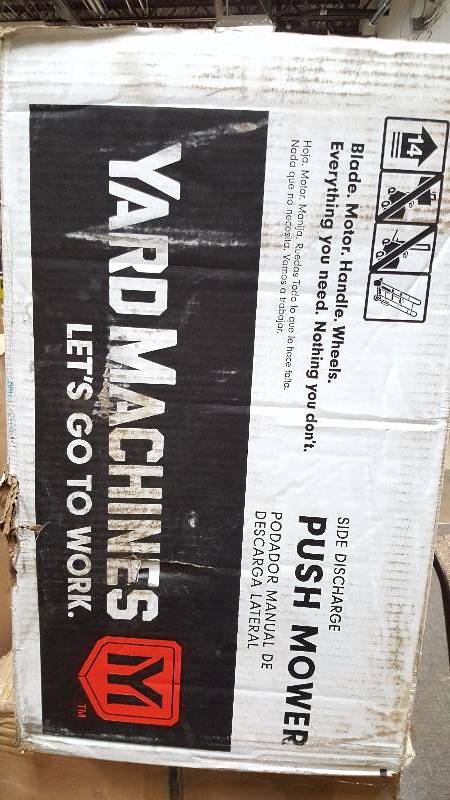 14
Blade. Motor. Handle. Wheels.
Everything you need. Nothing you don't.
Hoja. Motor. Manija. Ruedas Todo lo que le hace falta.
Nada que no necesita. Vamos a trabajar.
SIDE DISCHARGE
PUSH MOWER
PODADOR MANUAL DE
DESCARGA LATERAL
YARD MACHINES
LET'S GO TO WORK.
TM